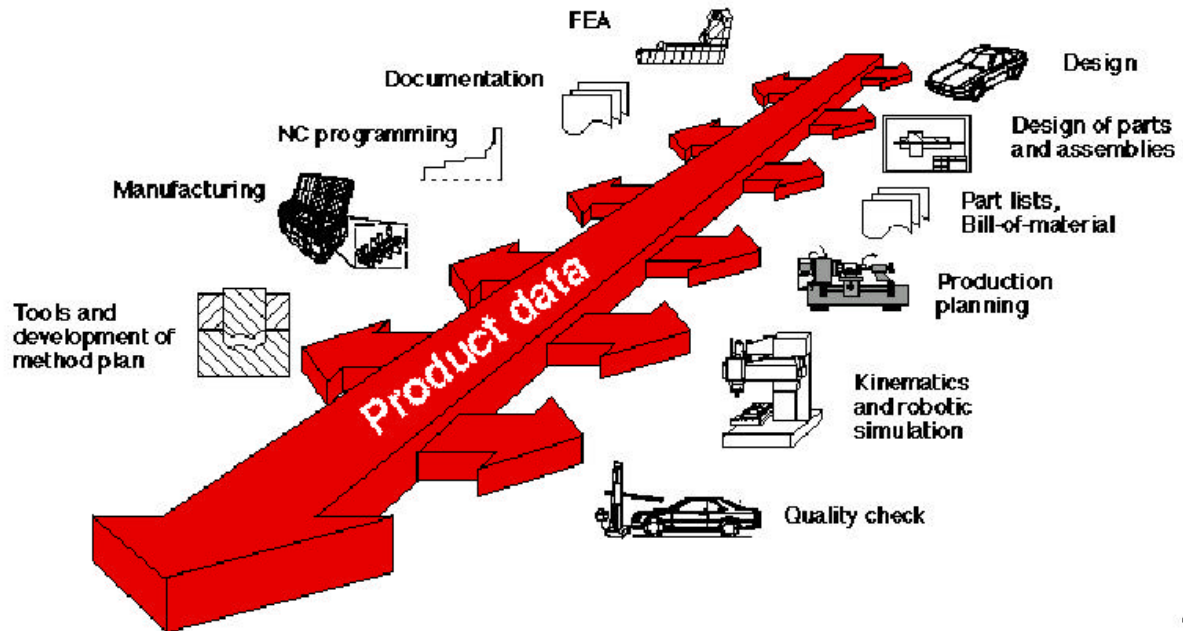 FEA
Design
Documentation
Design of parts
and assemblies
NC programming
Manufacturing
Part lists,
Bill-of-material
Production
planning
Product data
Tools and
development of
method plan
Kinematics
and robotic
simulation
Quality check